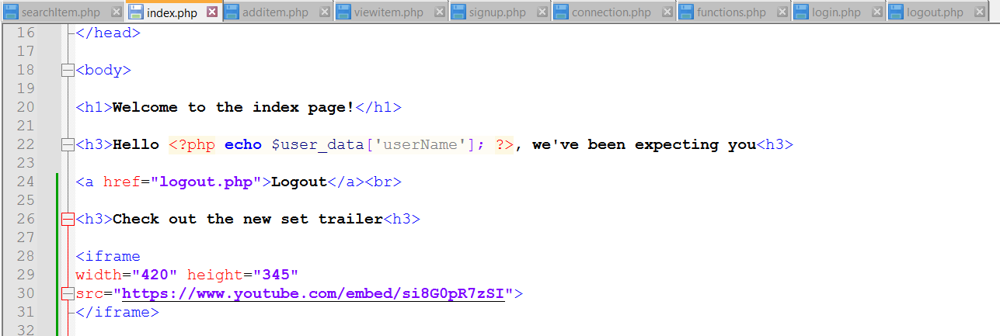 searchItem.php index.php additem.php viewitem.php signup.php connection.php functions.php login.php logout.php
16 </head>
17
18 <body>
19
20 <h1>Welcome to the index page!</h1>
21
22 <h3>Hello <?php echo $user_data['userName']; ?>, we've been expecting you<h3>
23
24 <a href="logout.php">Logout</a><br>
25
26 <h3>Check out the new set trailer<h3>
27
28 <iframe
29 width="420" height="345"
30 src="https://www.youtube.com/embed/si8G0pR7zSI">
31 </iframe>
32